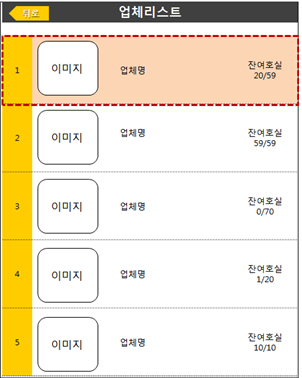 뒤로
업체리스트
1
이미지
업체명
잔여호실
20/59
2
이미지
업체명
잔여호실
59/59
3
이미지
업체명
잔여호실
0/70
4
이미지
업체명
잔여호실
1/20
5
이미지
업체명
잔여호실
10/10